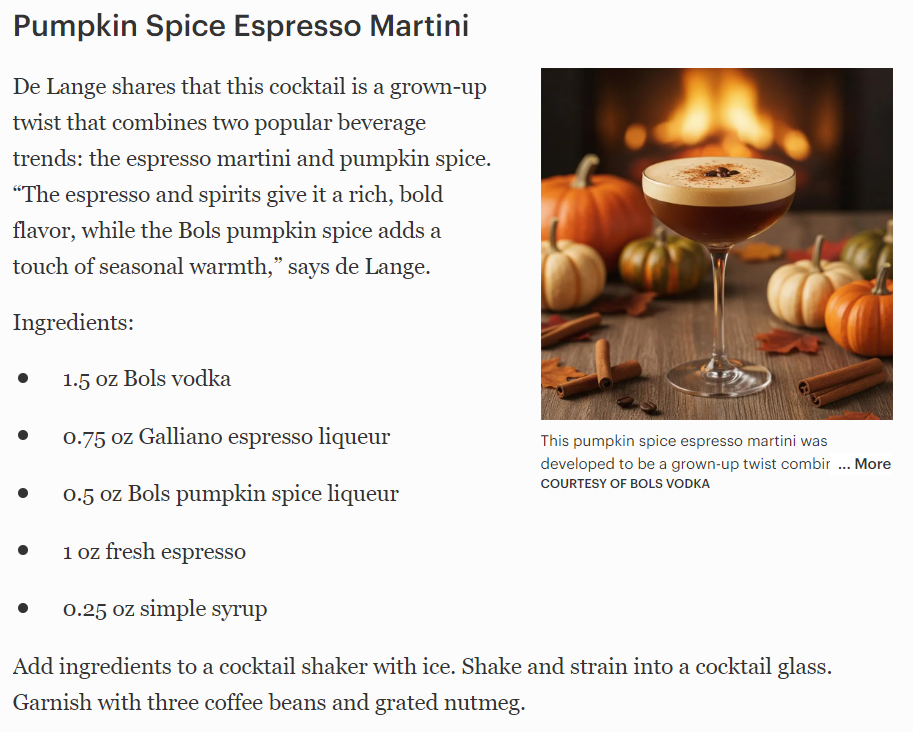 Pumpkin Spice Espresso Martini
De Lange shares that this cocktail is a grown-up
twist that combines two popular beverage
trends: the espresso martini and pumpkin spice.
“The espresso and spirits give it a rich, bold
flavor, while the Bols pumpkin spice adds a
touch of seasonal warmth,” says de Lange.
Ingredients:
• 1.5 oz Bols vodka
• 0.75 oz Galliano espresso liqueur
• 0.5 oz Bols pumpkin spice liqueur
• 1 oz fresh espresso
• 0.25 oz simple syrup
Add ingredients to a cocktail shaker with ice. Shake and strain into a cocktail glass.
Garnish with three coffee beans and grated nutmeg.
This pumpkin spice espresso martini was
developed to be a grown-up twist combir ... More
COURTESY OF BOLS VODKA